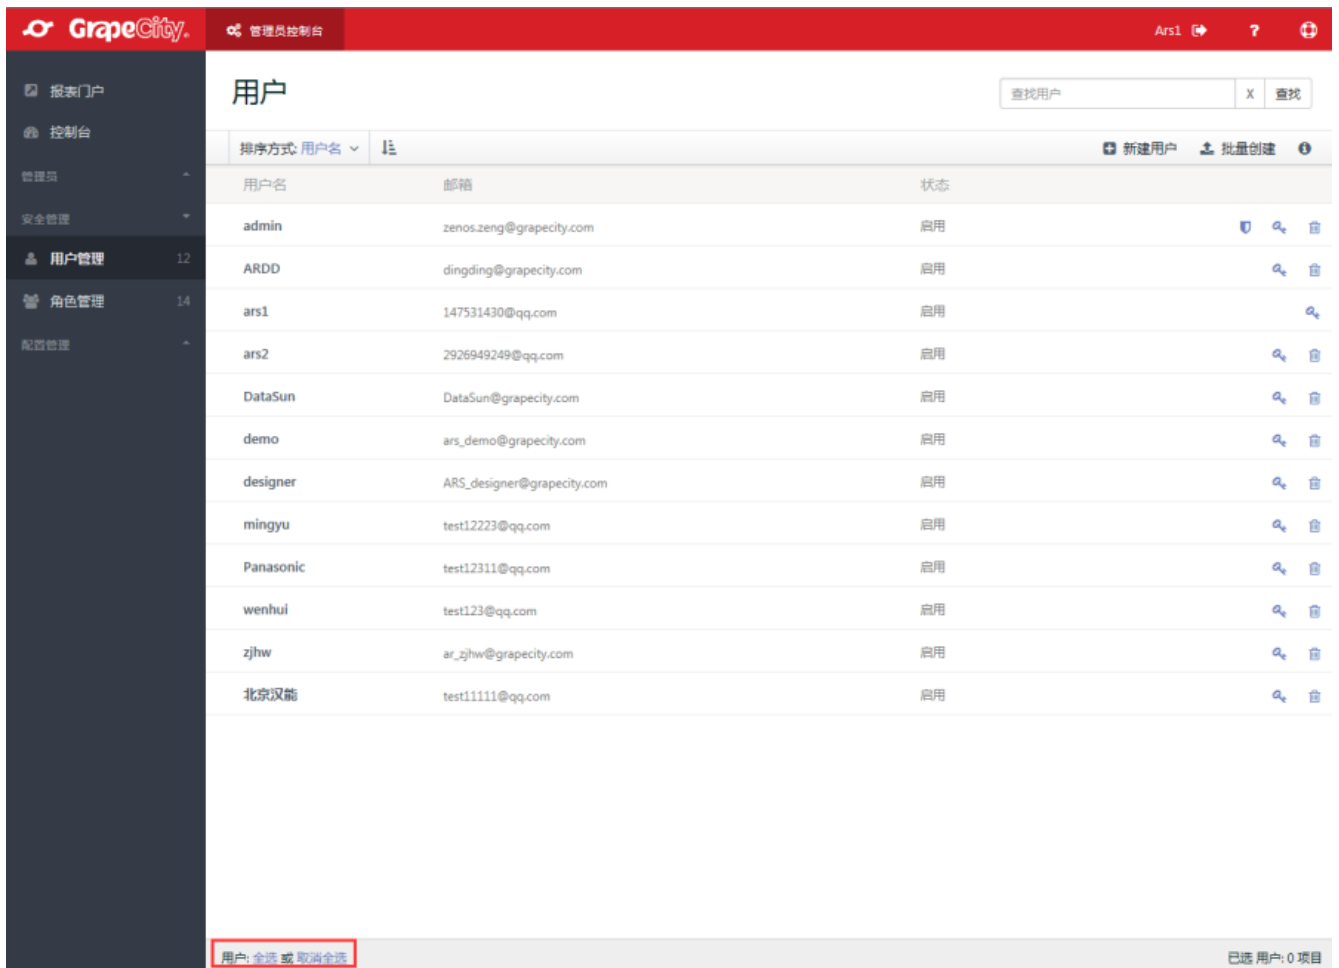 GrapeCity. 管理员控制台 Ars1 ?
报表门户
控制台
管理员
安全管理
用户管理 12
角色管理 14
配置管理
用户
查找用户 X 查找
排序方式: 用户名 新建用户 批量创建
用户名 邮箱 状态
admin zenos.zeng@grapecity.com 启用
ARDD dingding@grapecity.com 启用
ars1 147531430@qq.com 启用
ars2 2926949249@qq.com 启用
DataSun DataSun@grapecity.com 启用
demo ars_demo@grapecity.com 启用
designer ARS_designer@grapecity.com 启用
mingyu test12223@qq.com 启用
Panasonic test12311@qq.com 启用
wenhui test123@qq.com 启用
zjhw ar_zjhw@grapecity.com 启用
北京汉能 test11111@qq.com 启用
用户: 全选 或 取消全选 已选 用户: 0 项目